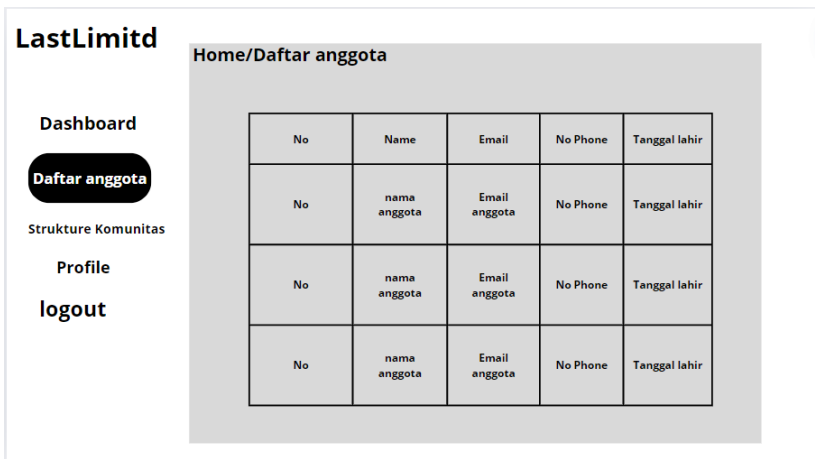 LastLimitd
Home/Daftar anggota
Dashboard
Daftar anggota
Strukture Komunitas
Profile
logout
No Name Email No Phone Tanggal lahir
No nama anggota Email anggota No Phone Tanggal lahir
No nama anggota Email anggota No Phone Tanggal lahir
No nama anggota Email anggota No Phone Tanggal lahir